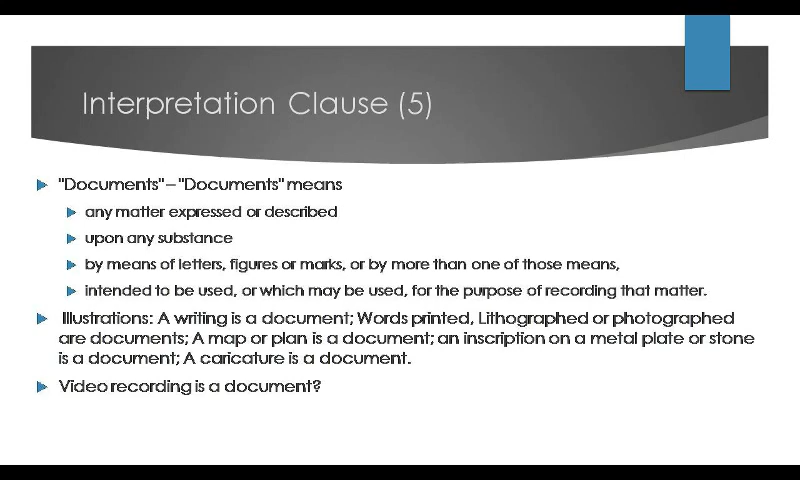 Interpretation Clause (5)
"Documents" – "Documents" means
any matter expressed or described
upon any substance
by means of letters, figures or marks, or by more than one of those means,
intended to be used, or which may be used, for the purpose of recording that matter.
Illustrations: A writing is a document; Words printed, Lithographed or photographed
are documents; A map or plan is a document; an inscription on a metal plate or stone
is a document; A caricature is a document.
Video recording is a document?